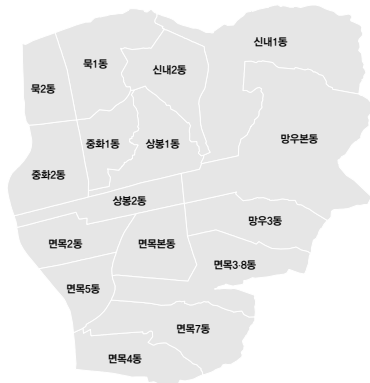 신내1동
묵1동
신내2동
묵2동
망우본동
중화1동
상봉1동
중화2동
상봉2동
망우3동
면목2동
면목본동
면목3·8동
면목5동
면목7동
면목4동